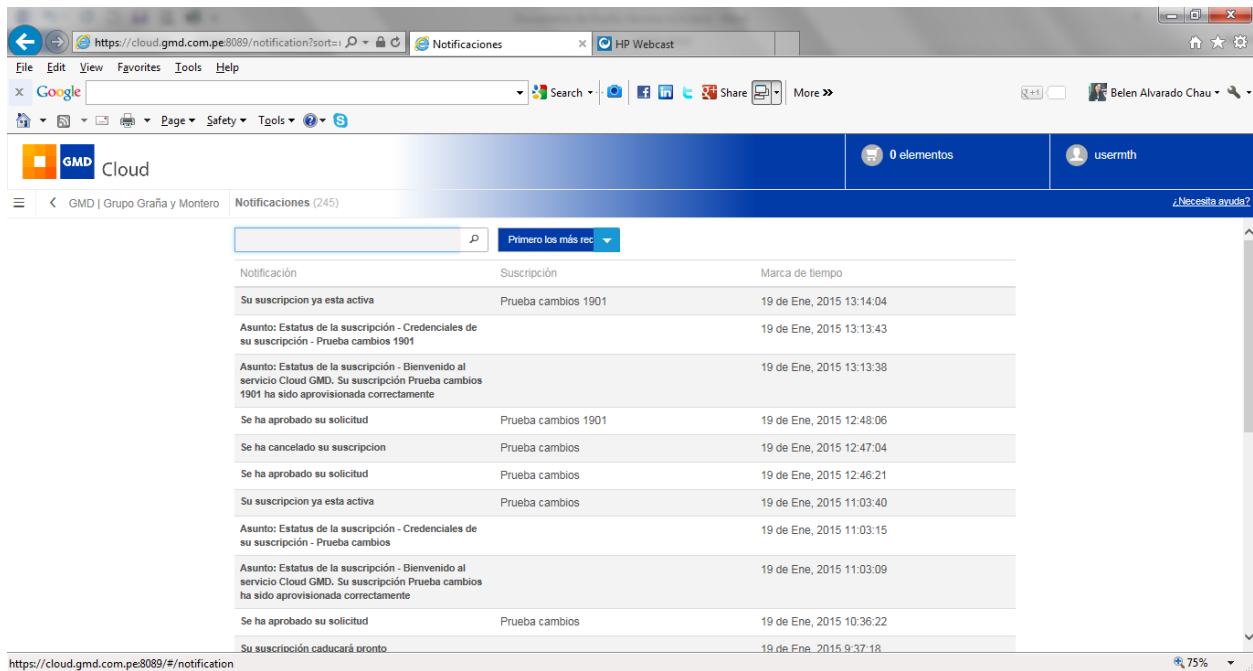 https://cloud.gmd.com.pe:8089/notification?sort=
Notificaciones
HP Webcast
File Edit View Favorites Tools Help
Google
Search
Share
More »
Belen Alvarado Chau
Page Safety Tools
GMD Cloud
0 elementos
usermth
GMD | Grupo Graña y Montero
Notificaciones (245)
¿Necesita ayuda?
Primero los más rec
Notificación Suscripción Marca de tiempo
Su suscripcion ya esta activa Prueba cambios 1901 19 de Ene, 2015 13:14:04
Asunto: Estatus de la suscripción - Credenciales de 19 de Ene, 2015 13:13:43
su suscripción - Prueba cambios 1901
Asunto: Estatus de la suscripción - Bienvenido al 19 de Ene, 2015 13:13:38
servicio Cloud GMD. Su suscripción Prueba cambios
1901 ha sido aprovisionada correctamente
Se ha aprobado su solicitud Prueba cambios 1901 19 de Ene, 2015 12:48:06
Se ha cancelado su suscripcion Prueba cambios 19 de Ene, 2015 12:47:04
Se ha aprobado su solicitud Prueba cambios 19 de Ene, 2015 12:46:21
Su suscripcion ya esta activa Prueba cambios 19 de Ene, 2015 11:03:40
Asunto: Estatus de la suscripción - Credenciales de 19 de Ene, 2015 11:03:15
su suscripción - Prueba cambios
Asunto: Estatus de la suscripción - Bienvenido al 19 de Ene, 2015 11:03:09
servicio Cloud GMD. Su suscripción Prueba cambios
ha sido aprovisionada correctamente
Se ha aprobado su solicitud Prueba cambios 19 de Ene, 2015 10:36:22
Su suscripción caducará pronto 19 de Ene, 2015 9:37:18
https://cloud.gmd.com.pe:8089/#/notification
75%